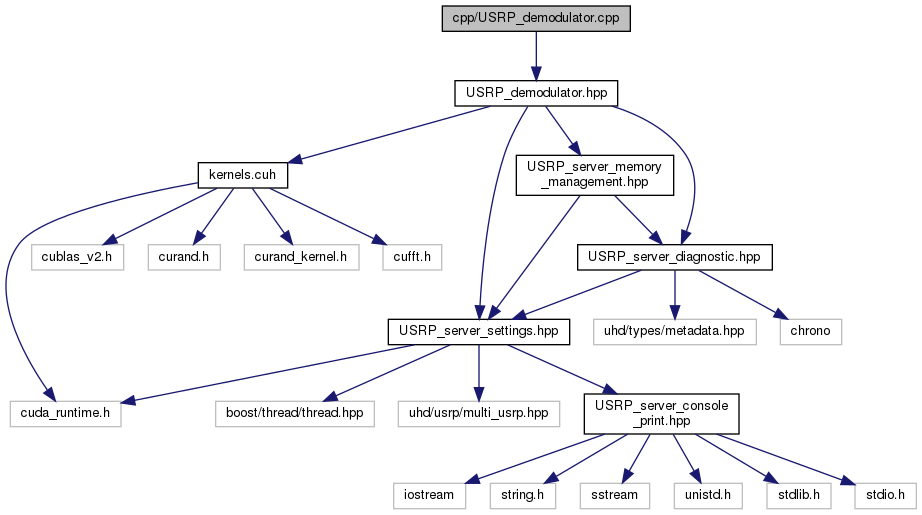 cpp/USRP_demodulator.cpp
USRP_demodulator.hpp
USRP_server_memory
_management.hpp
kernels.cuh
cublas_v2.h
curand.h
curand_kernel.h
cufft.h
USRP_server_diagnostic.hpp
USRP_server_settings.hpp
uhd/types/metadata.hpp
chrono
cuda_runtime.h
boost/thread/thread.hpp
uhd/usrp/multi_usrp.hpp
USRP_server_console
_print.hpp
iostream
string.h
sstream
unistd.h
stdlib.h
stdio.h